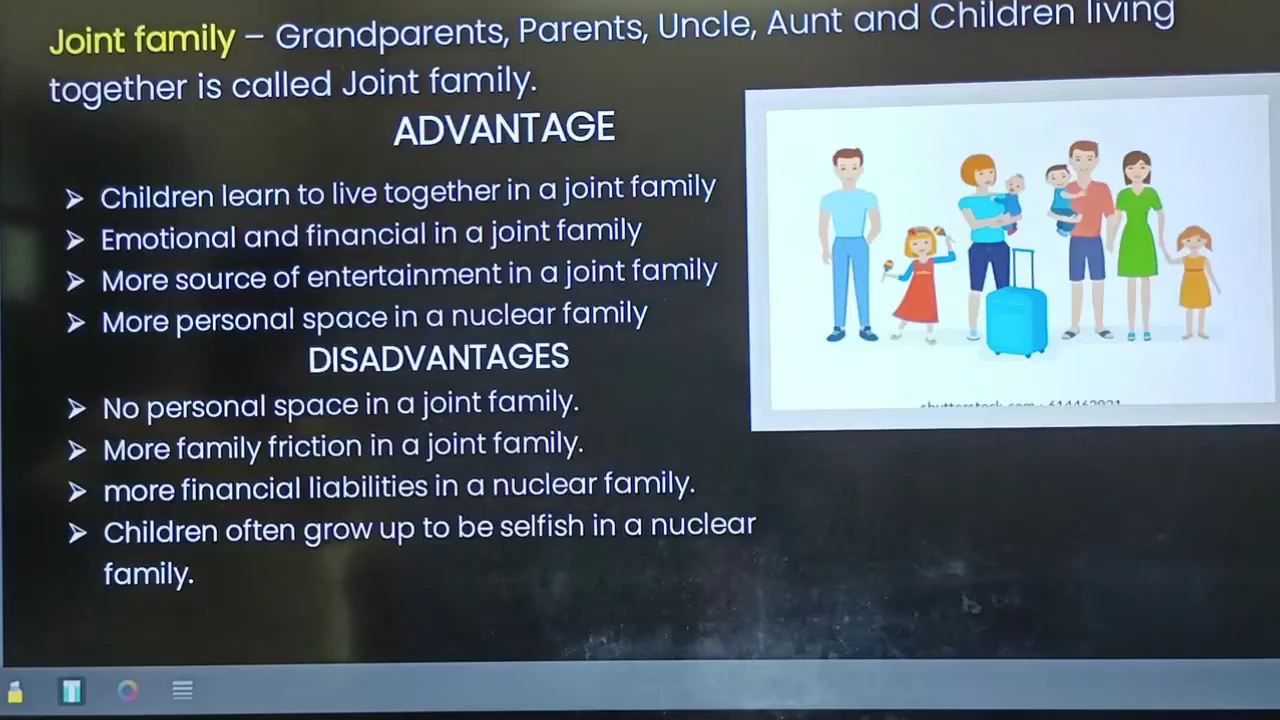 Joint family – Grandparents, Parents, Uncle, Aunt and Children living
together is called Joint family.
ADVANTAGE
➤ Children learn to live together in a joint family
➤ Emotional and financial in a joint family
➤ More source of entertainment in a joint family
➤ More personal space in a nuclear family
DISADVANTAGES
➤ No personal space in a joint family.
➤ More family friction in a joint family.
➤ more financial liabilities in a nuclear family.
➤ Children often grow up to be selfish in a nuclear
family.